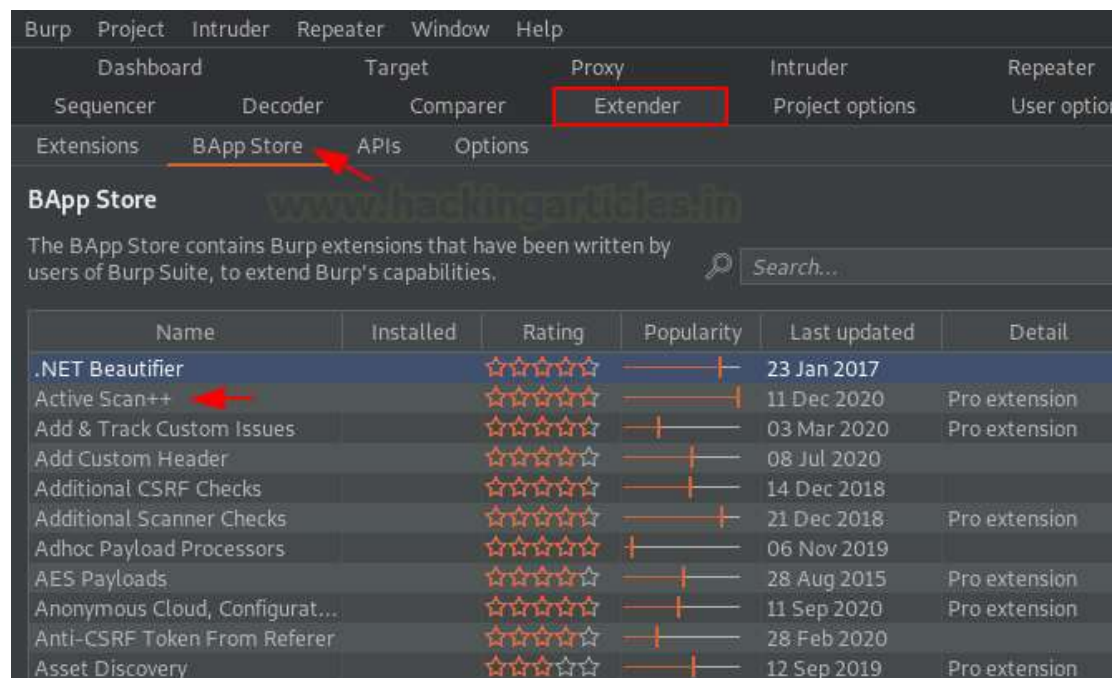 Burp Project Intruder Repeater Window Help
Dashboard Target Proxy Intruder Repeater
Sequencer Decoder Comparer Extender Project options User option
Extensions BApp Store APIs Options
BApp Store
www.hackingarticles.in
The BApp Store contains Burp extensions that have been written by
users of Burp Suite, to extend Burp's capabilities.
Search...
Name Installed Rating Popularity Last updated Detail
.NET Beautifier 23 Jan 2017
Active Scan++ 11 Dec 2020 Pro extension
Add & Track Custom Issues 03 Mar 2020 Pro extension
Add Custom Header 08 Jul 2020
Additional CSRF Checks 14 Dec 2018
Additional Scanner Checks 21 Dec 2018 Pro extension
Adhoc Payload Processors 06 Nov 2019
AES Payloads 28 Aug 2015 Pro extension
Anonymous Cloud, Configurat... 11 Sep 2020 Pro extension
Anti-CSRF Token From Referer 28 Feb 2020
Asset Discovery 12 Sep 2019 Pro extension